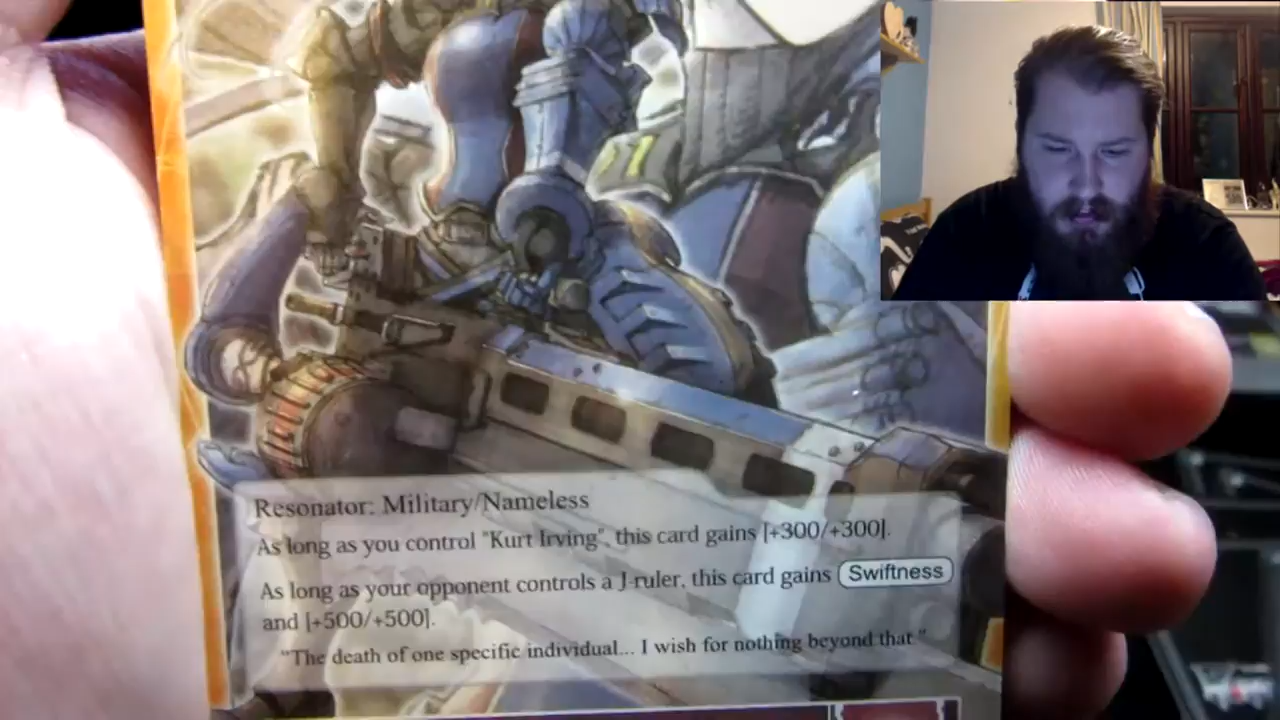 Resonator: Military/Nameless
As long as you control "Kurt Irving", this card gains [+300/+300].
As long as your opponent controls a J-ruler, this card gains Swiftness
and [+500/+500].
"The death of one specific individual... I wish for nothing beyond that."